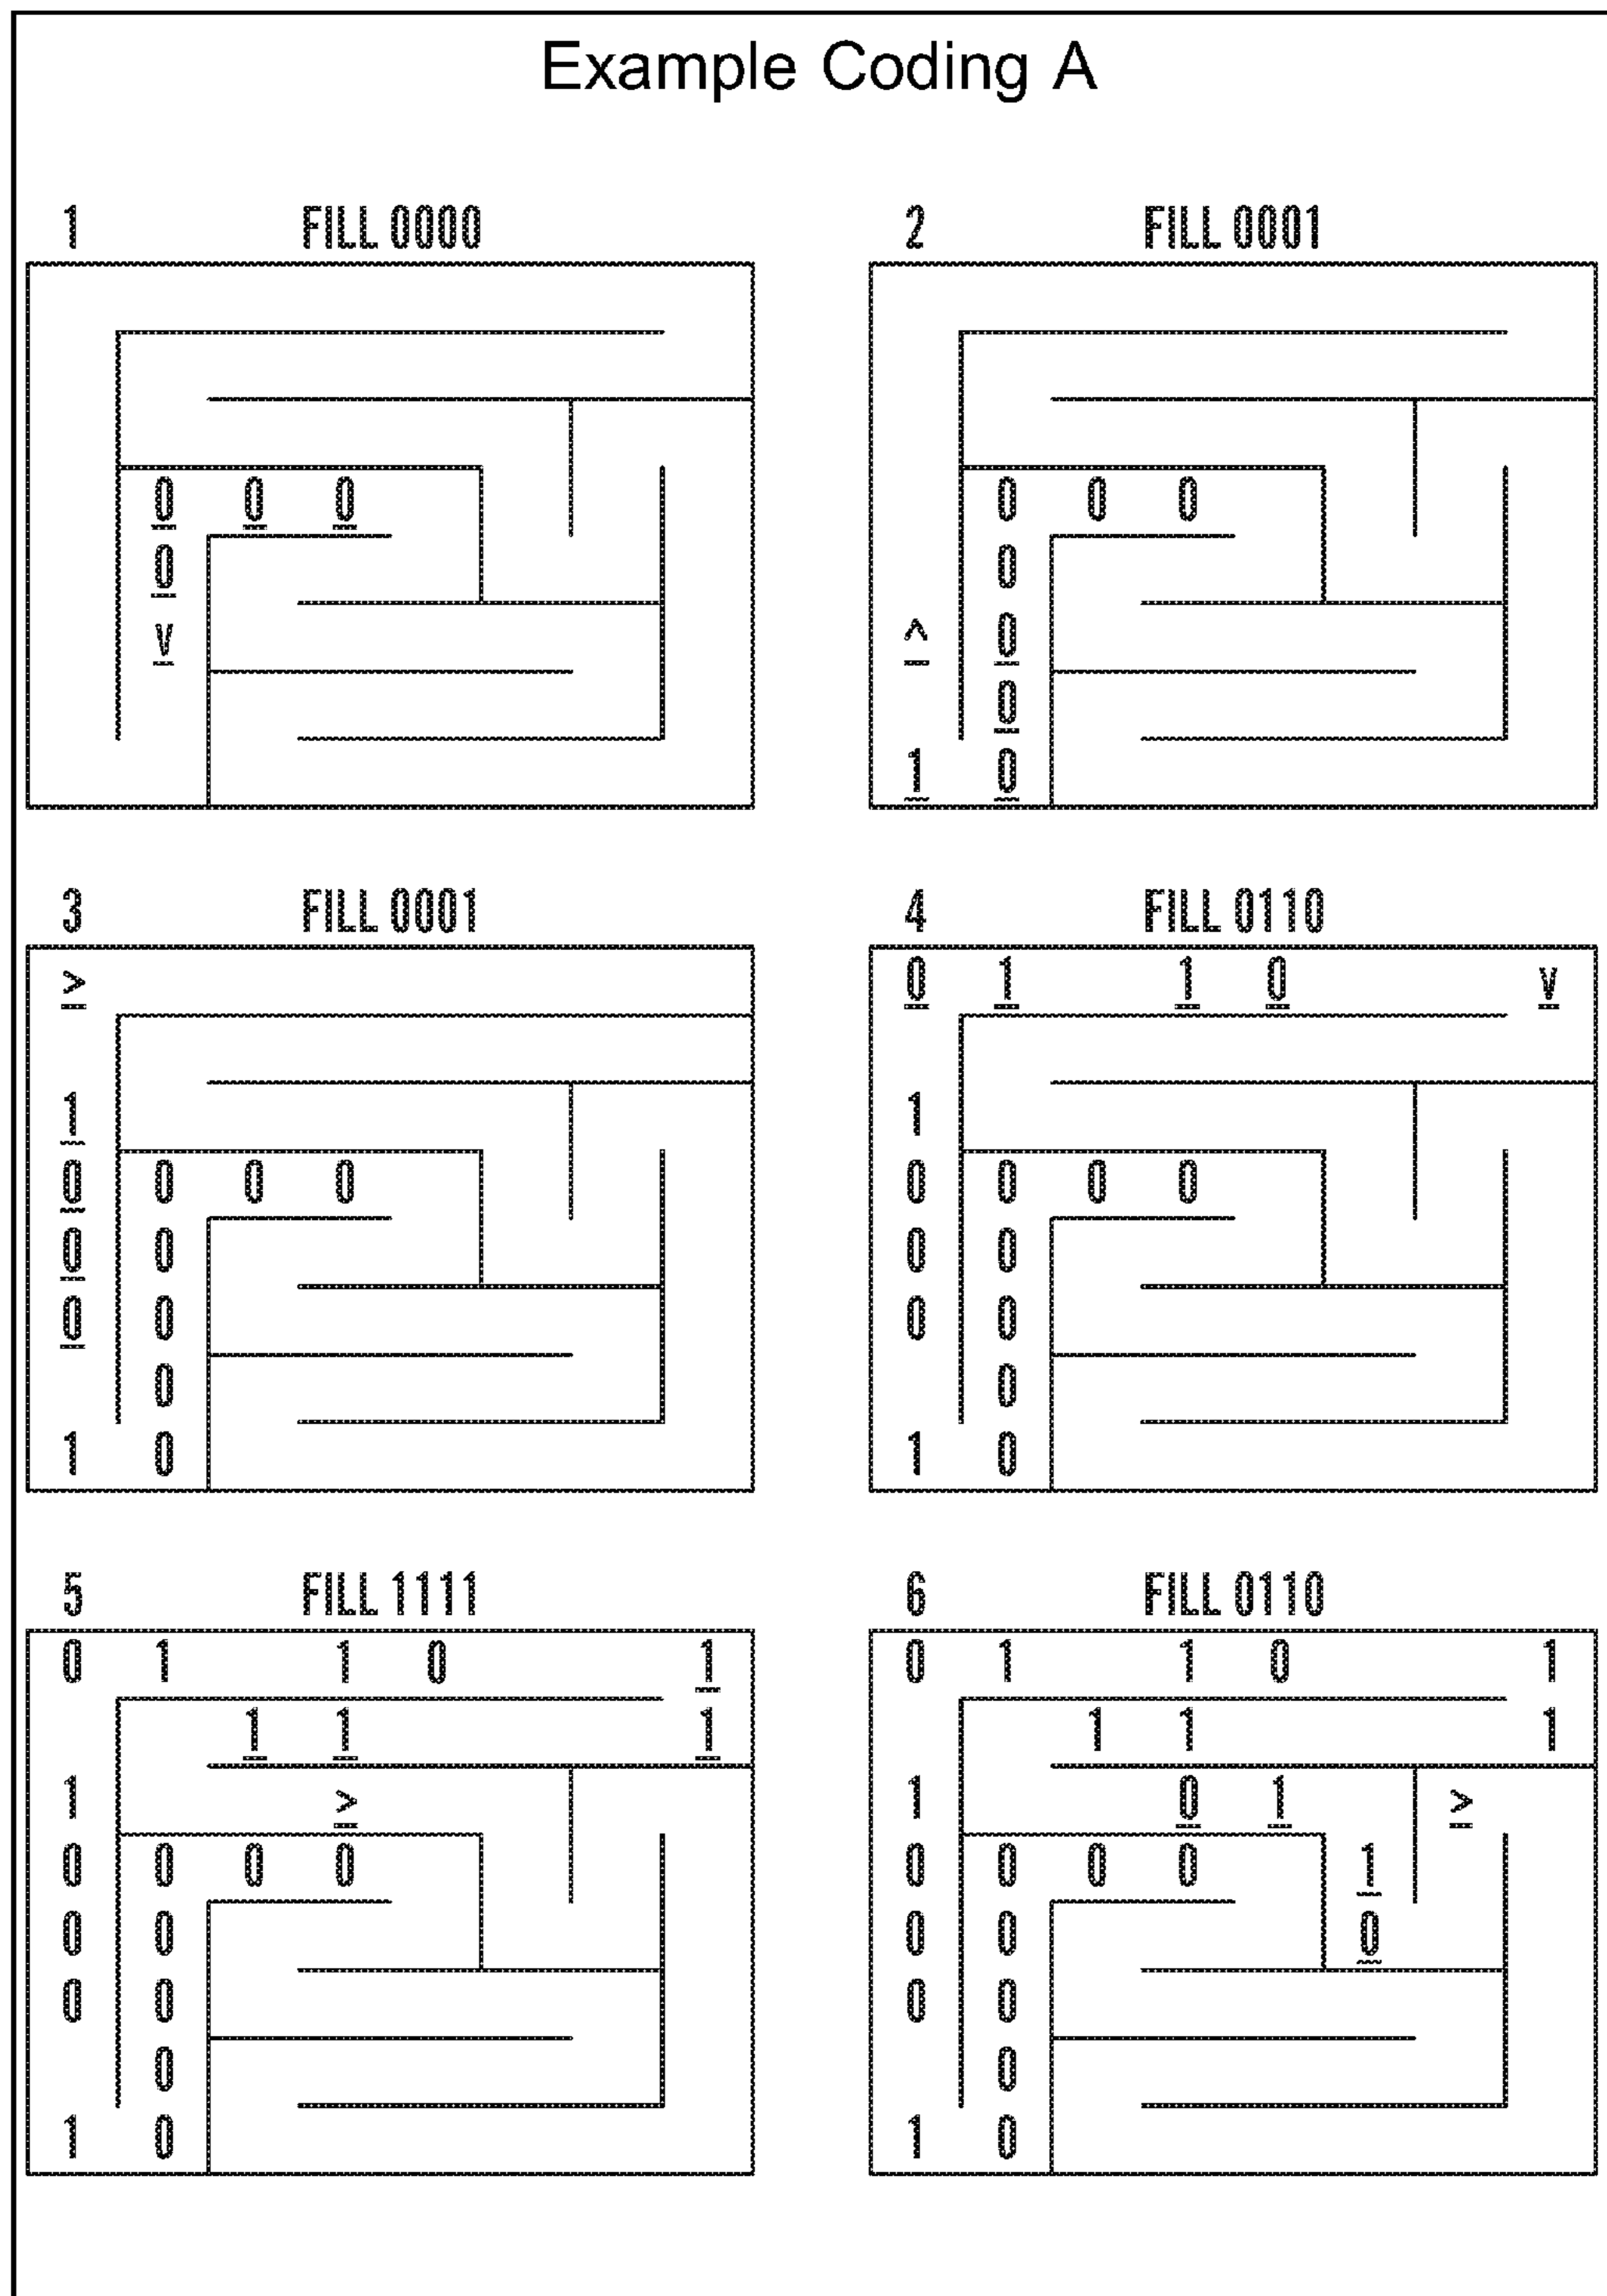 Example Coding A
1 FILL 0000
0 0 0
0
v
2 FILL 0001
0 0 0
0
^ 0
0
1 0
3 FILL 0001
>
1
0 0 0 0
0 0
0 0
0
1 0
4 FILL 0110
0 1 1 0 v
1
0 0 0 0
0 0
0 0
0
1 0
5 FILL 1111
0 1 1 0 1
1 1 1
1 >
0 0 0 0
0 0
0 0
0
1 0
6 FILL 0110
0 1 1 0 1
1 1 1
1 0 1 >
0 0 0 0 1
0 0 0
0 0
0
1 0